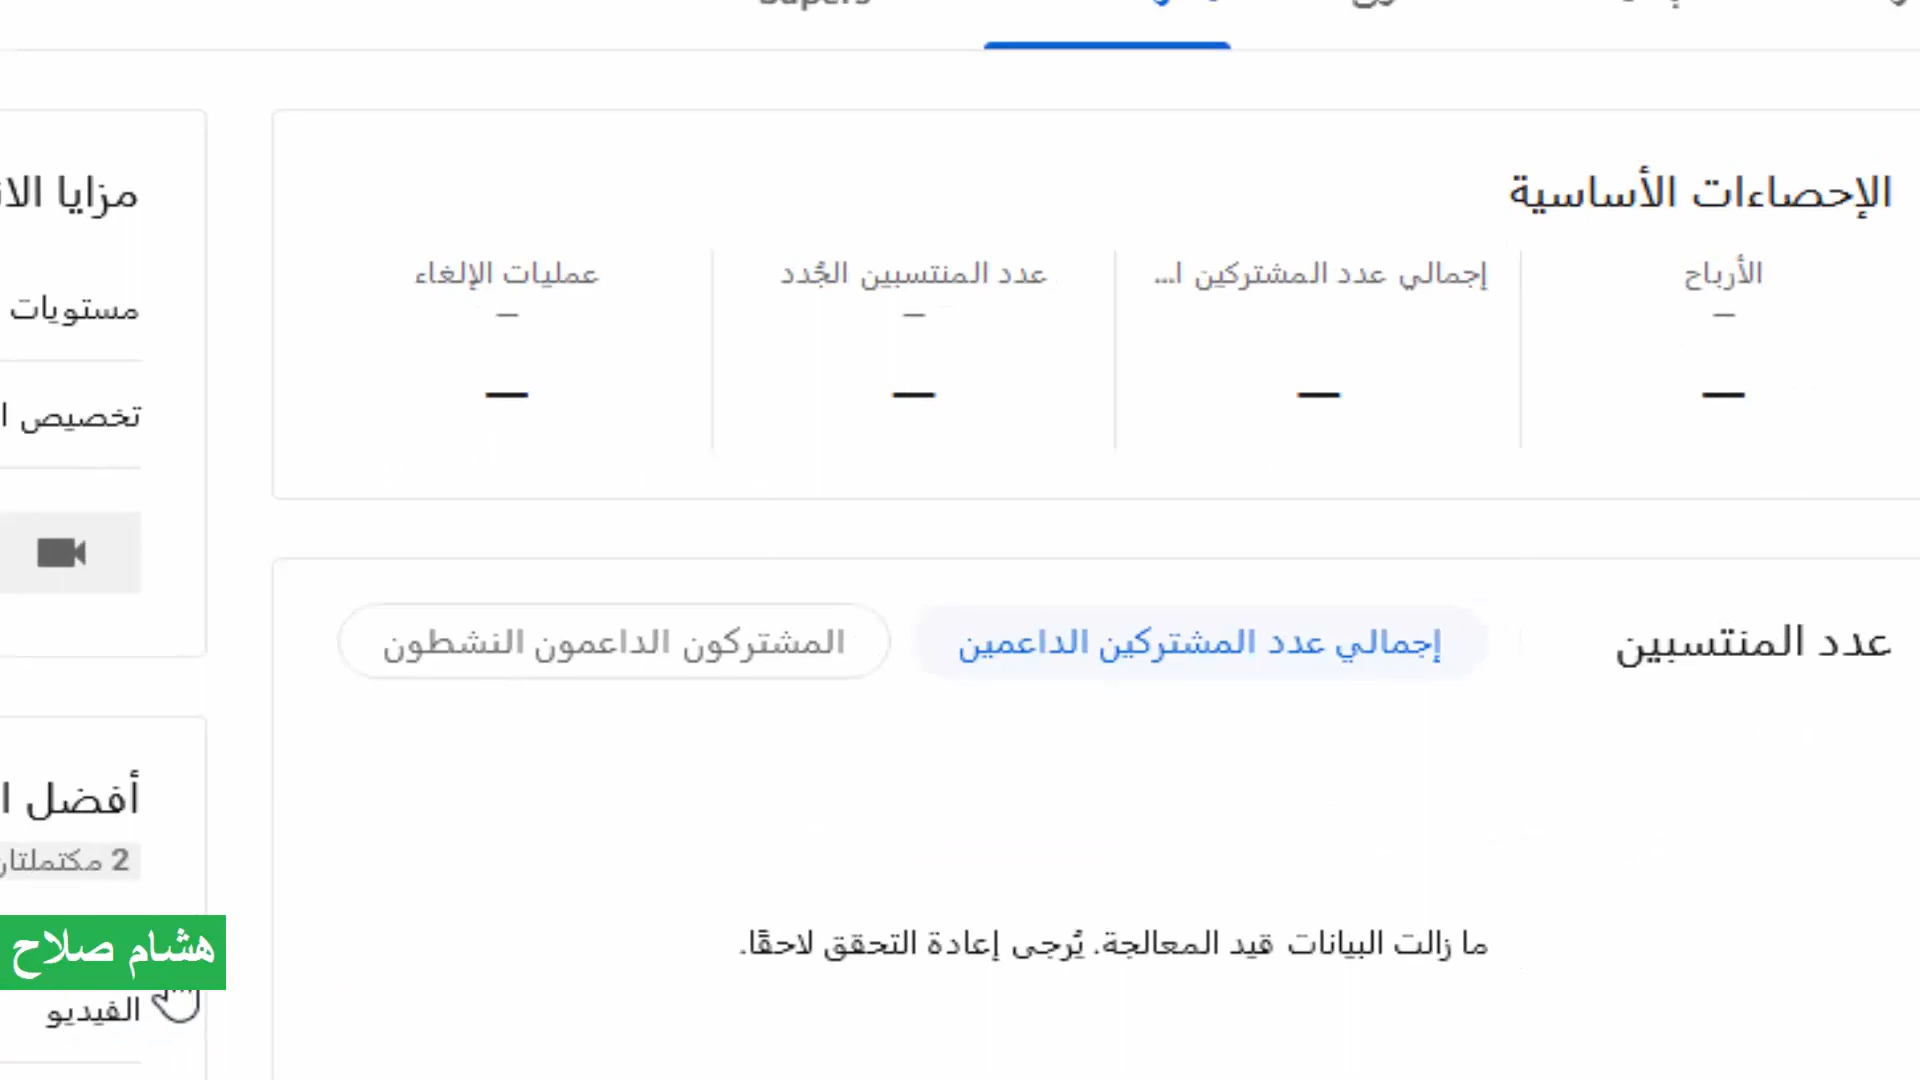 Supers
الإحصاءات الأساسية
الأرباح
–
—
إجمالي عدد المشتركين ا...
—
عدد المنتسبين الجُدد
–
—
عمليات الإلغاء
–
—
عدد المنتسبين
إجمالي عدد المشتركين الداعمين
المشتركون الداعمون النشطون
ما زالت البيانات قيد المعالجة. يُرجى إعادة التحقق لاحقًا.
مزايا
مستويات
تخصيص
أفضل
2 مكتملتان
هشام صلاح
الفيديو